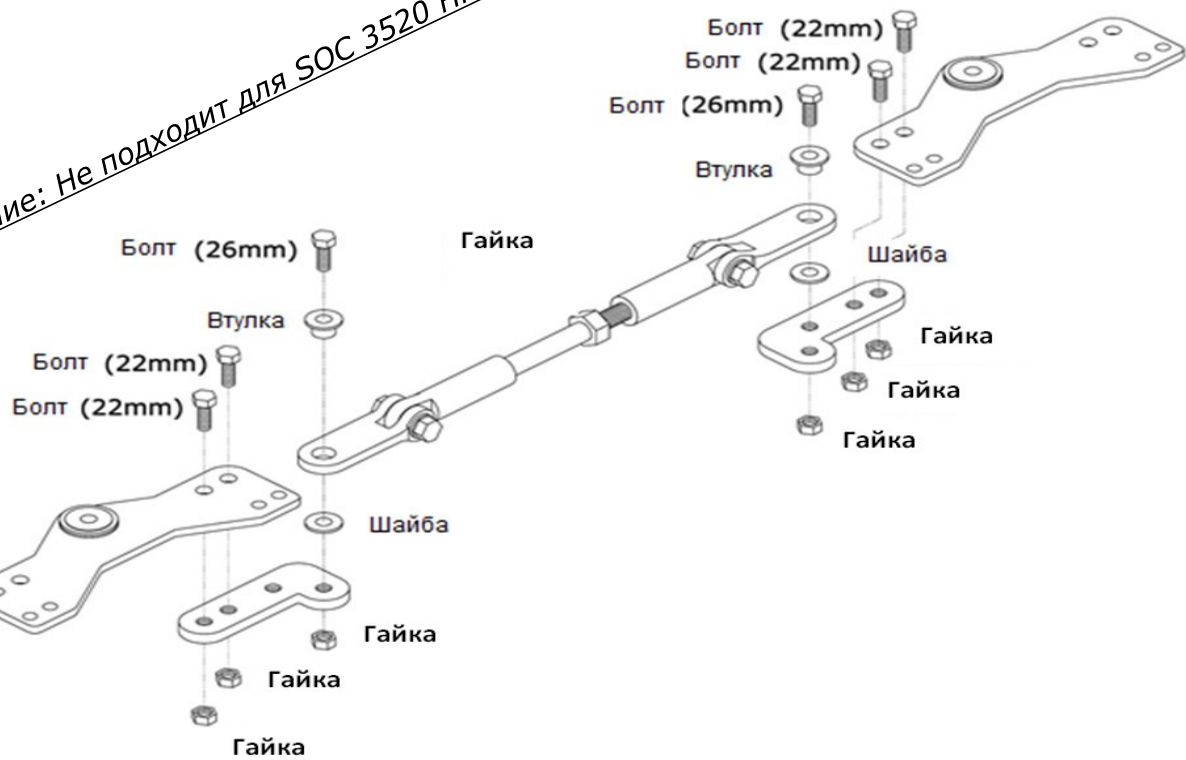 Не подходит для SOC 3520
Болт (22mm)
Болт (22mm)
Болт (26mm)
Втулка
Болт (26mm)
Гайка
Шайба
Втулка
Гайка
Болт (22mm)
Гайка
Болт (22mm)
Гайка
Шайба
Гайка
Гайка
Гайка